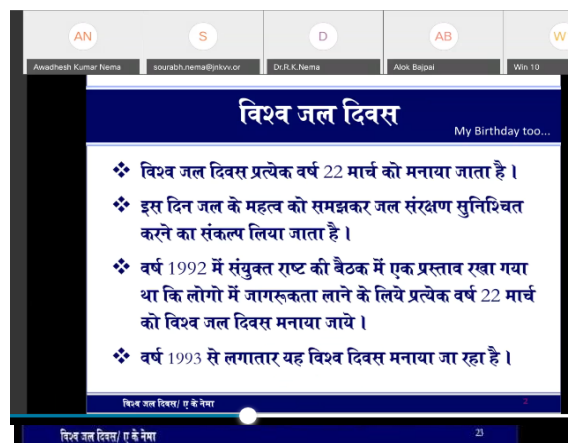 AN S D AB W
Awadhesh Kumar Nema sourabh.nema@jnkvv.or Dr.R.K.Nema Alok Bajpai Win 10
विश्व जल दिवस
My Birthday too...
❖ विश्व जल दिवस प्रत्येक वर्ष 22 मार्च को मनाया जाता है।
❖ इस दिन जल के महत्व को समझकर जल संरक्षण सुनिश्चित
करने का संकल्प लिया जाता है।
❖ वर्ष 1992 में संयुक्त राष्ट की बैठक में एक प्रस्ताव रखा गया
था कि लोगो में जागरूकता लाने के लिये प्रत्येक वर्ष 22 मार्च
को विश्व जल दिवस मनाया जाये।
❖ वर्ष 1993 से लगातार यह विश्व दिवस मनाया जा रहा है।
विश्व जल दिवस/ ए के नेमा 2
विश्व जल दिवस/ ए के नेमा 23